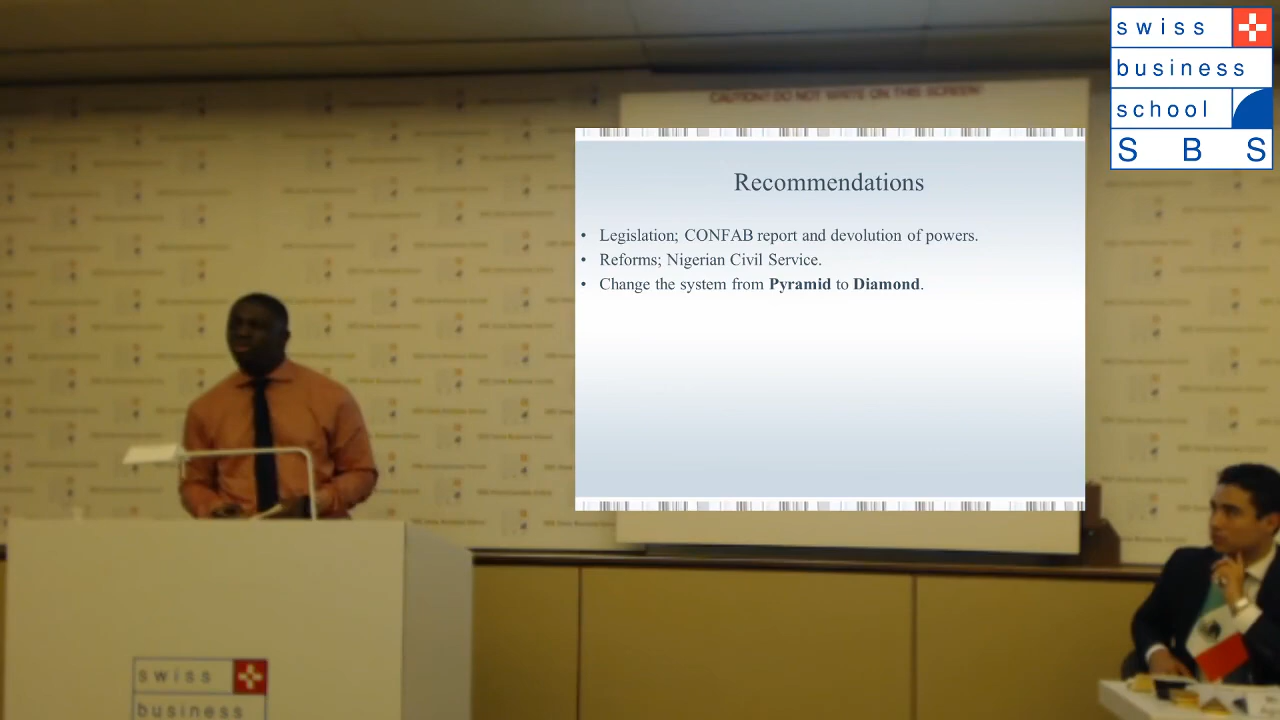 swiss
business
school
SBS
CAUTION! DO NOT WRITE ON THIS SCREEN!
Recommendations
• Legislation; CONFAB report and devolution of powers.
• Reforms; Nigerian Civil Service.
• Change the system from Pyramid to Diamond.
swiss
business